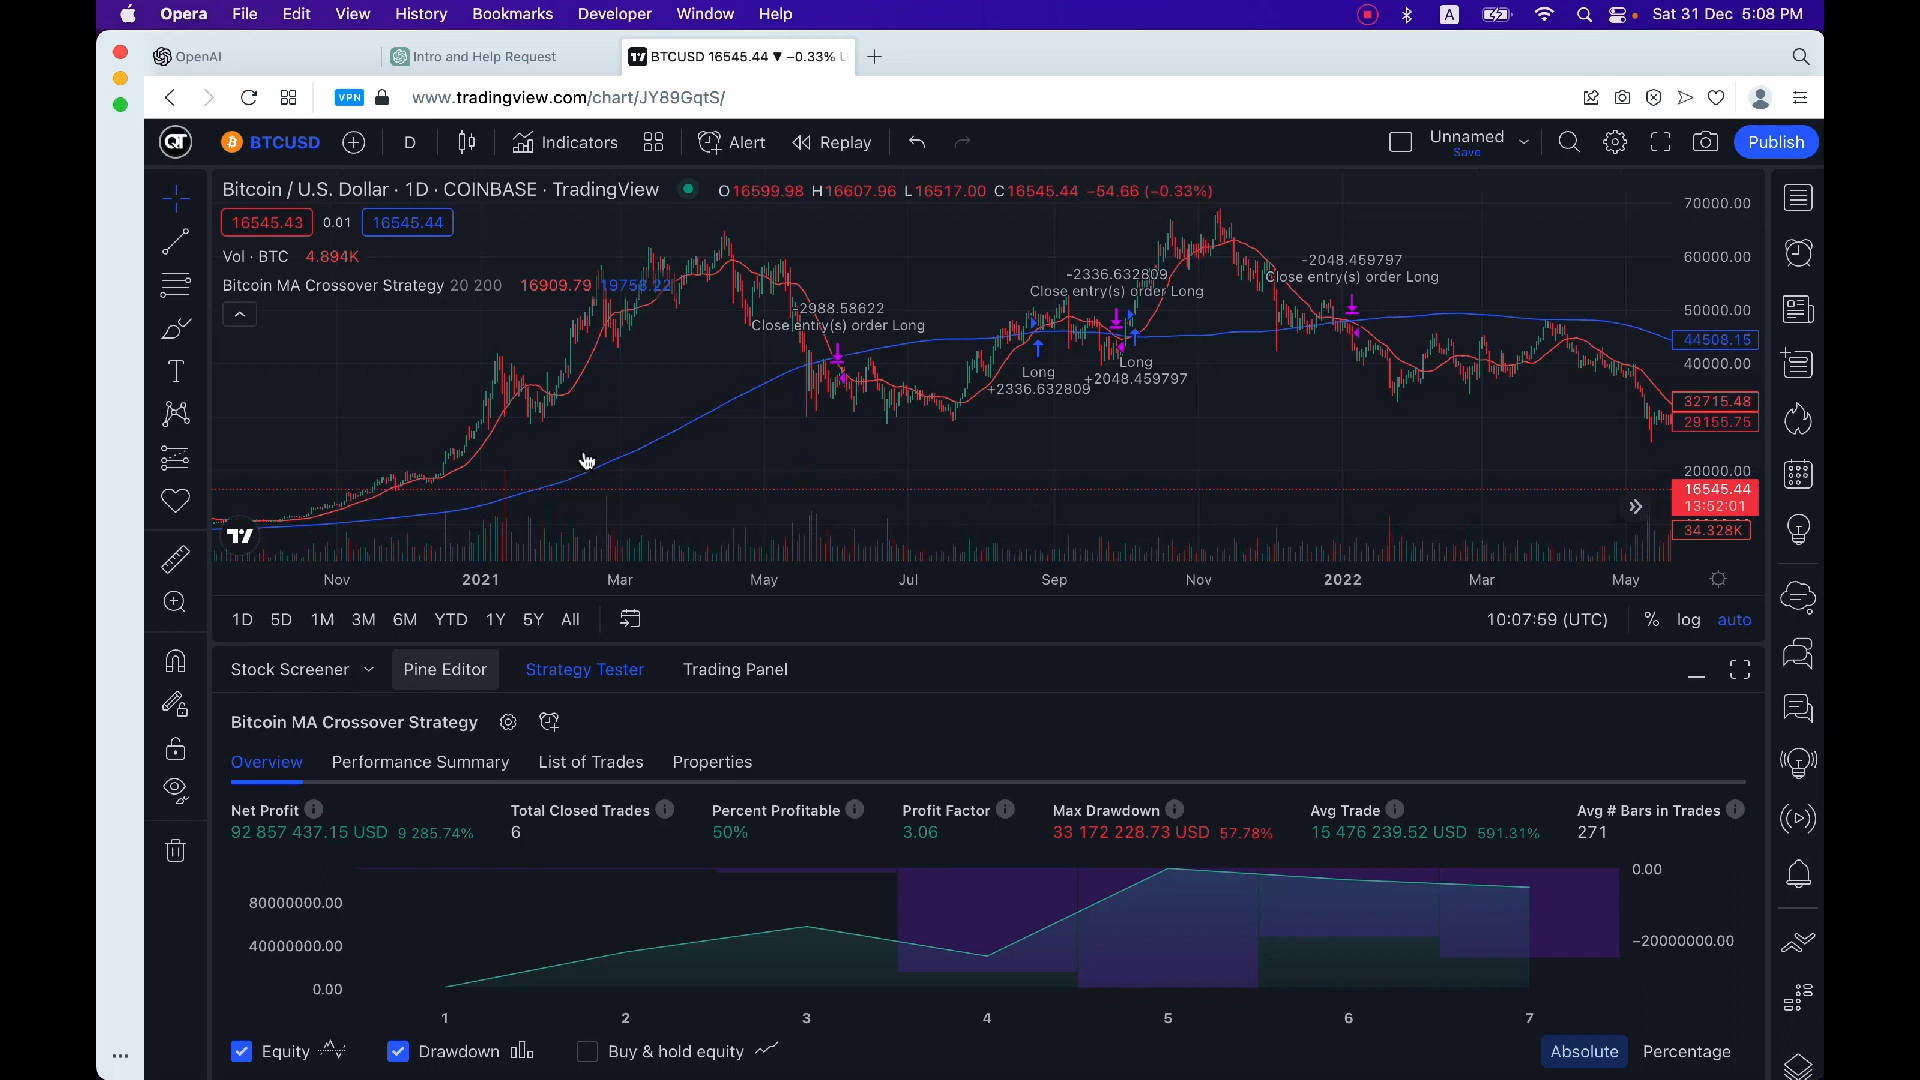 Opera File Edit View History Bookmarks Developer Window Help A Sat 31 Dec 5:08 PM
OpenAI Intro and Help Request BTCUSD 16545.44 ▼ −0.33% U
VPN www.tradingview.com/chart/JY89GqtS/
QT BTCUSD D Indicators Alert Replay Unnamed Save Publish
Bitcoin / U.S. Dollar · 1D · COINBASE · TradingView O16599.98 H16607.96 L16517.00 C16545.44 −54.66 (−0.33%)
16545.43 0.01 16545.44
Vol · BTC 4.894K
Bitcoin MA Crossover Strategy 20 200 16909.79 19758.22
-2988.58622
Close entry(s) order Long
-2336.632809
Close entry(s) order Long
-2048.459797
Close entry(s) order Long
Long
+2336.632809
Long
+2048.459797
70000.00
60000.00
50000.00
44508.15
40000.00
32715.48
29155.75
20000.00
16545.44
13:52:01
34.328K
Nov 2021 Mar May Jul Sep Nov 2022 Mar May
1D 5D 1M 3M 6M YTD 1Y 5Y All 10:07:59 (UTC) % log auto
Stock Screener Pine Editor Strategy Tester Trading Panel
Bitcoin MA Crossover Strategy
Overview Performance Summary List of Trades Properties
Net Profit Total Closed Trades Percent Profitable Profit Factor Max Drawdown Avg Trade Avg # Bars in Trades
92 857 437.15 USD 9 285.74% 6 50% 3.06 33 172 228.73 USD 57.78% 15 476 239.52 USD 591.31% 271
80000000.00
40000000.00
0.00
0.00
−20000000.00
1 2 3 4 5 6 7
Equity Drawdown Buy & hold equity Absolute Percentage